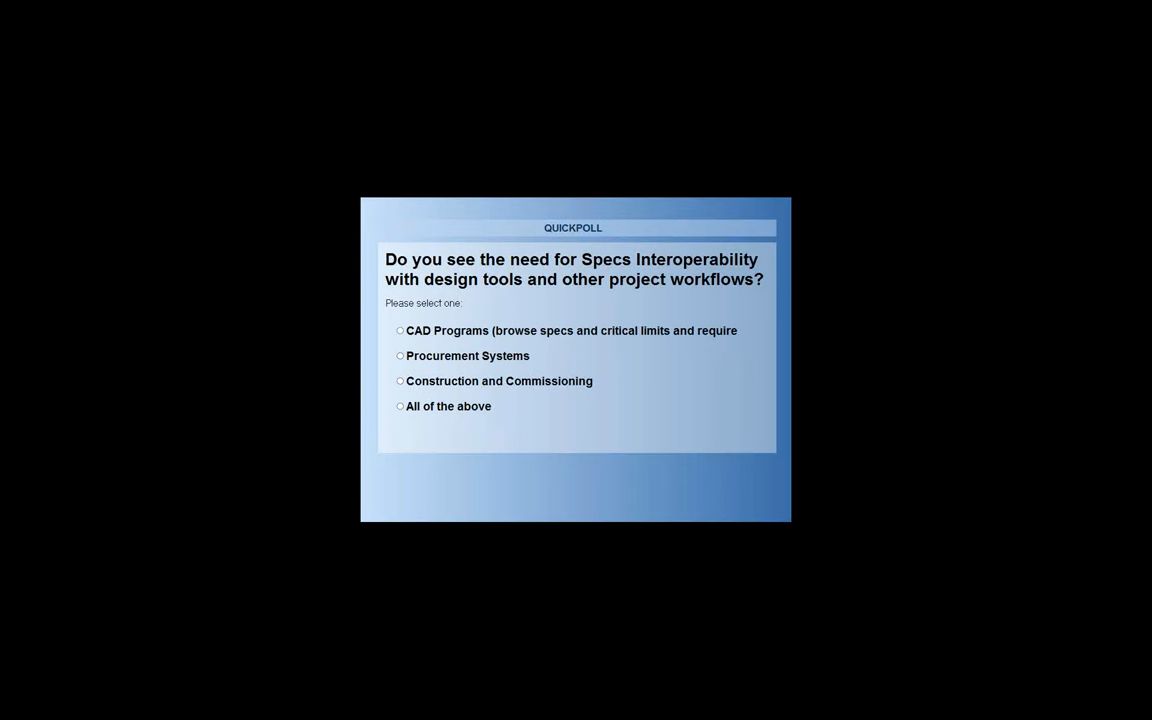 QUICKPOLL
Do you see the need for Specs Interoperability
with design tools and other project workflows?
Please select one:
CAD Programs (browse specs and critical limits and require
Procurement Systems
Construction and Commissioning
All of the above